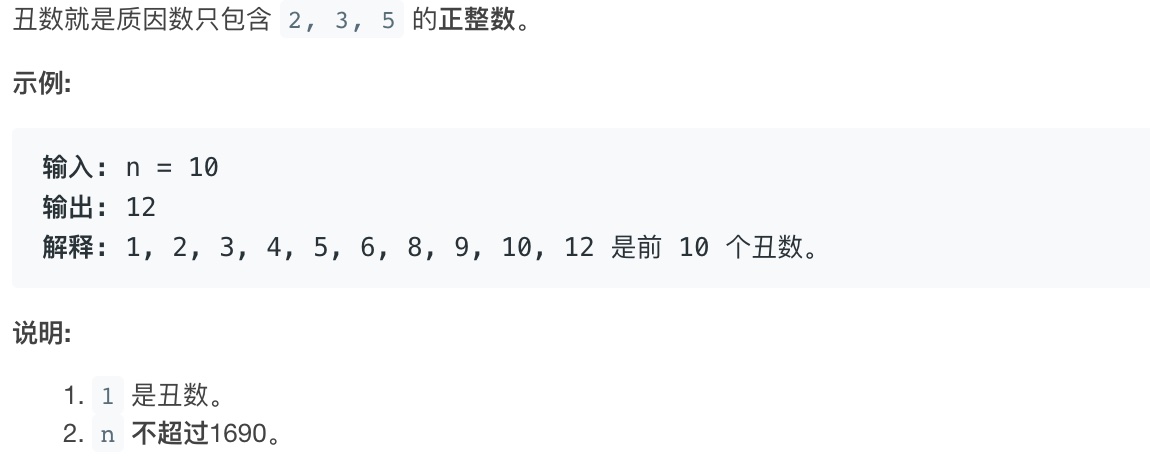 丑数就是质因数只包含 2, 3, 5 的正整数。
示例:
输入: n = 10
输出: 12
解释: 1, 2, 3, 4, 5, 6, 8, 9, 10, 12 是前 10 个丑数。
说明:
1. 1 是丑数。
2. n 不超过1690。